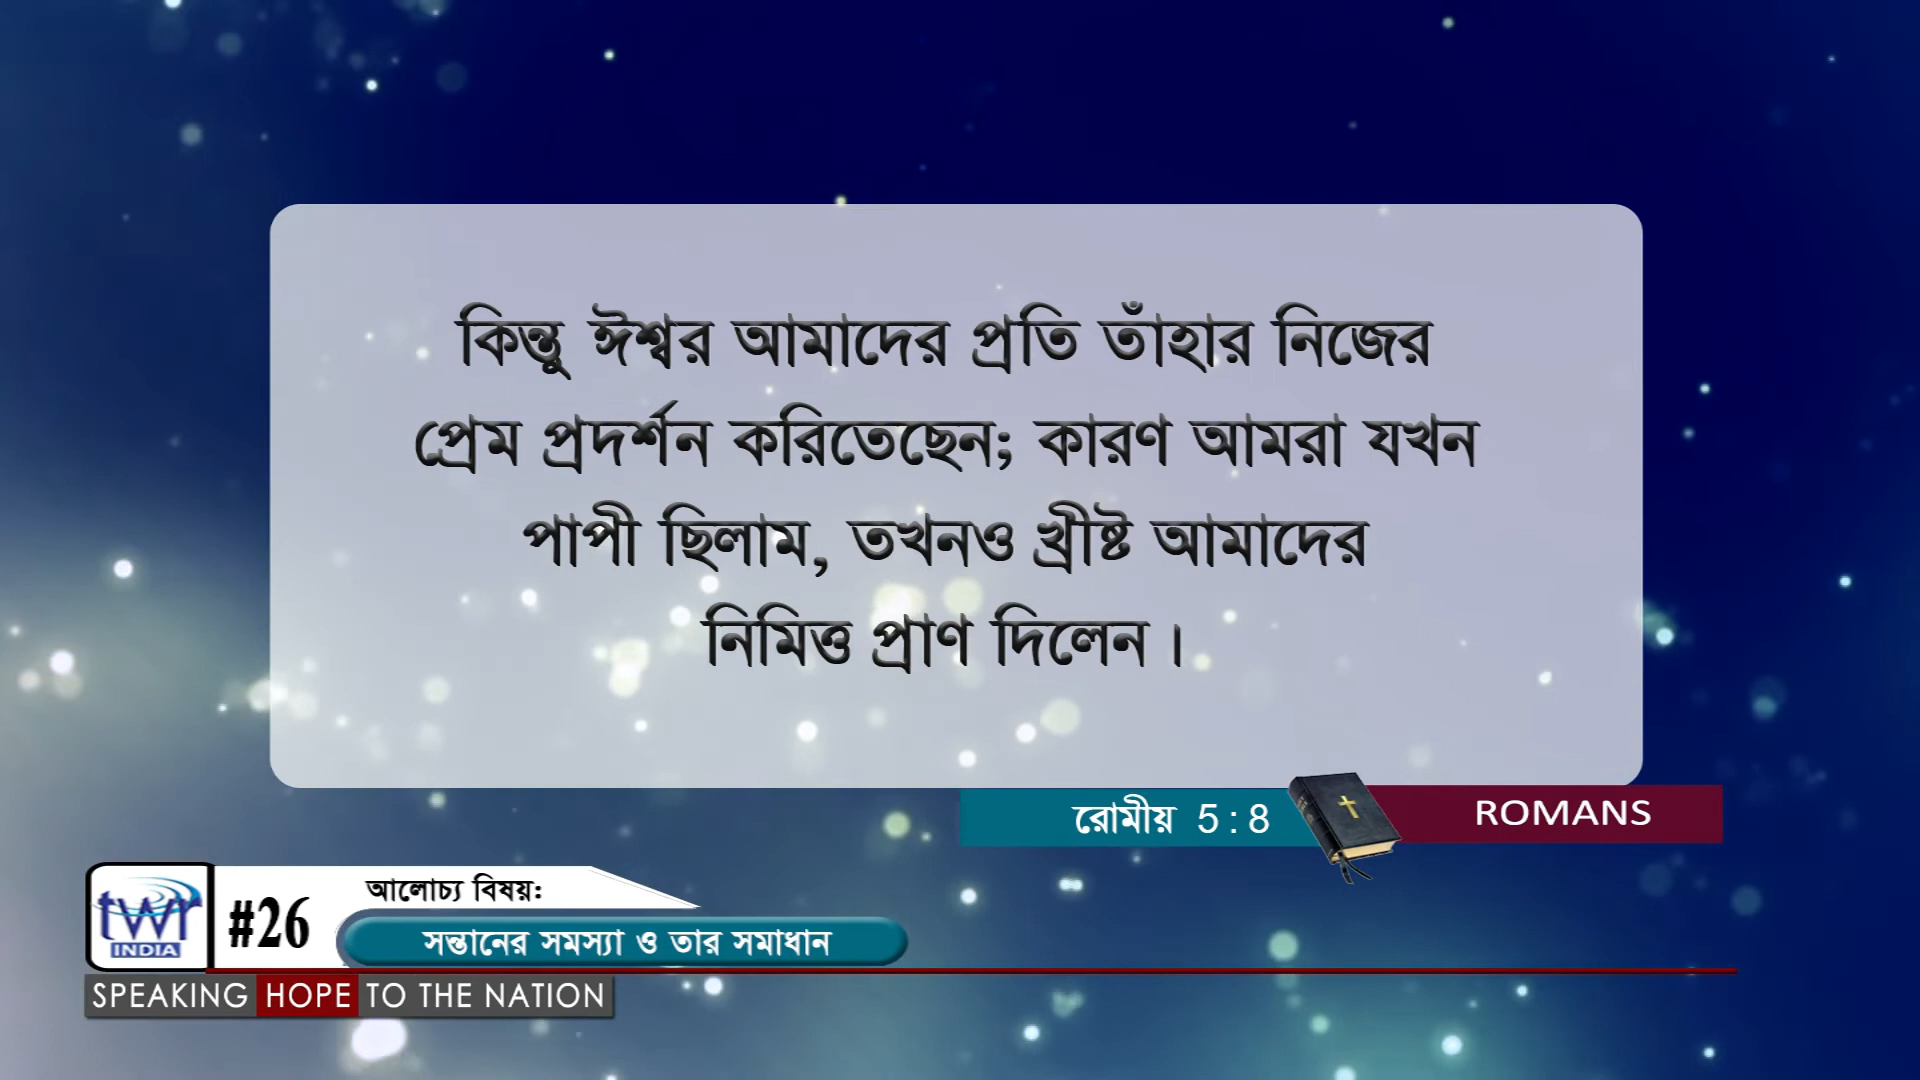 কিন্তু ঈশ্বর আমাদের প্রতি তাঁহার নিজের
প্রেম প্রদর্শন করিতেছেন; কারণ আমরা যখন
পাপী ছিলাম, তখনও খ্রীষ্ট আমাদের
নিমিত্ত প্রাণ দিলেন।
রোমীয় 5:8
ROMANS
twr
INDIA
#26
আলোচ্য বিষয়:
সন্তানের সমস্যা ও তার সমাধান
SPEAKING HOPE TO THE NATION